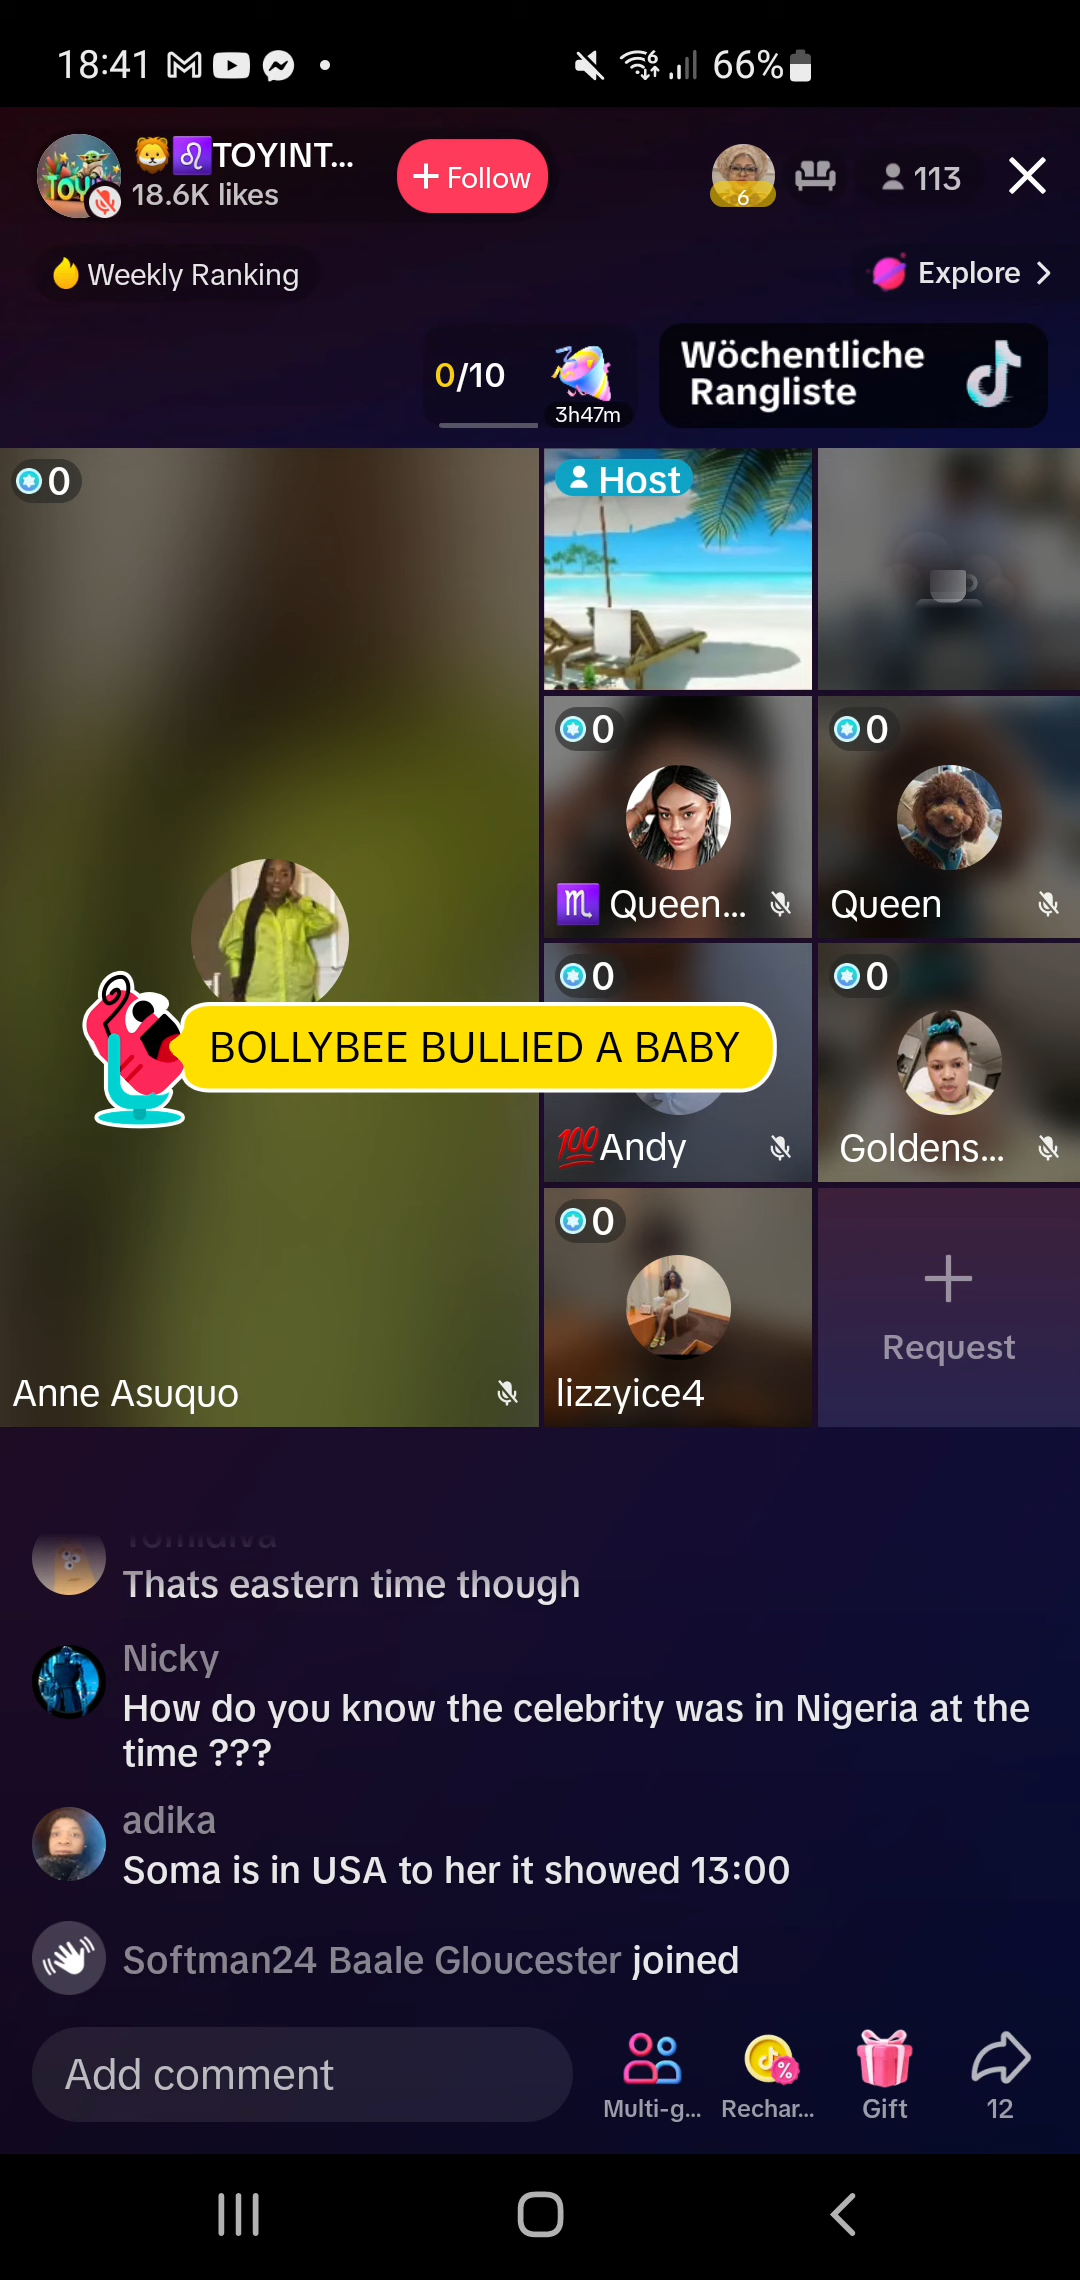 18:41
66%
🦁♌TOYINT...
18.6K likes
+ Follow
6
113
Weekly Ranking
Explore >
0/10
3h47m
Wöchentliche
Rangliste
0
Host
0
♏ Queen...
0
Queen
BOLLYBEE BULLIED A BABY
0
💯Andy
0
Goldens...
Anne Asuquo
0
lizzyice4
Request
Tomidiva
Thats eastern time though
Nicky
How do you know the celebrity was in Nigeria at the
time ???
adika
Soma is in USA to her it showed 13:00
Softman24 Baale Gloucester joined
Add comment
Multi-g...
Rechar...
Gift
12